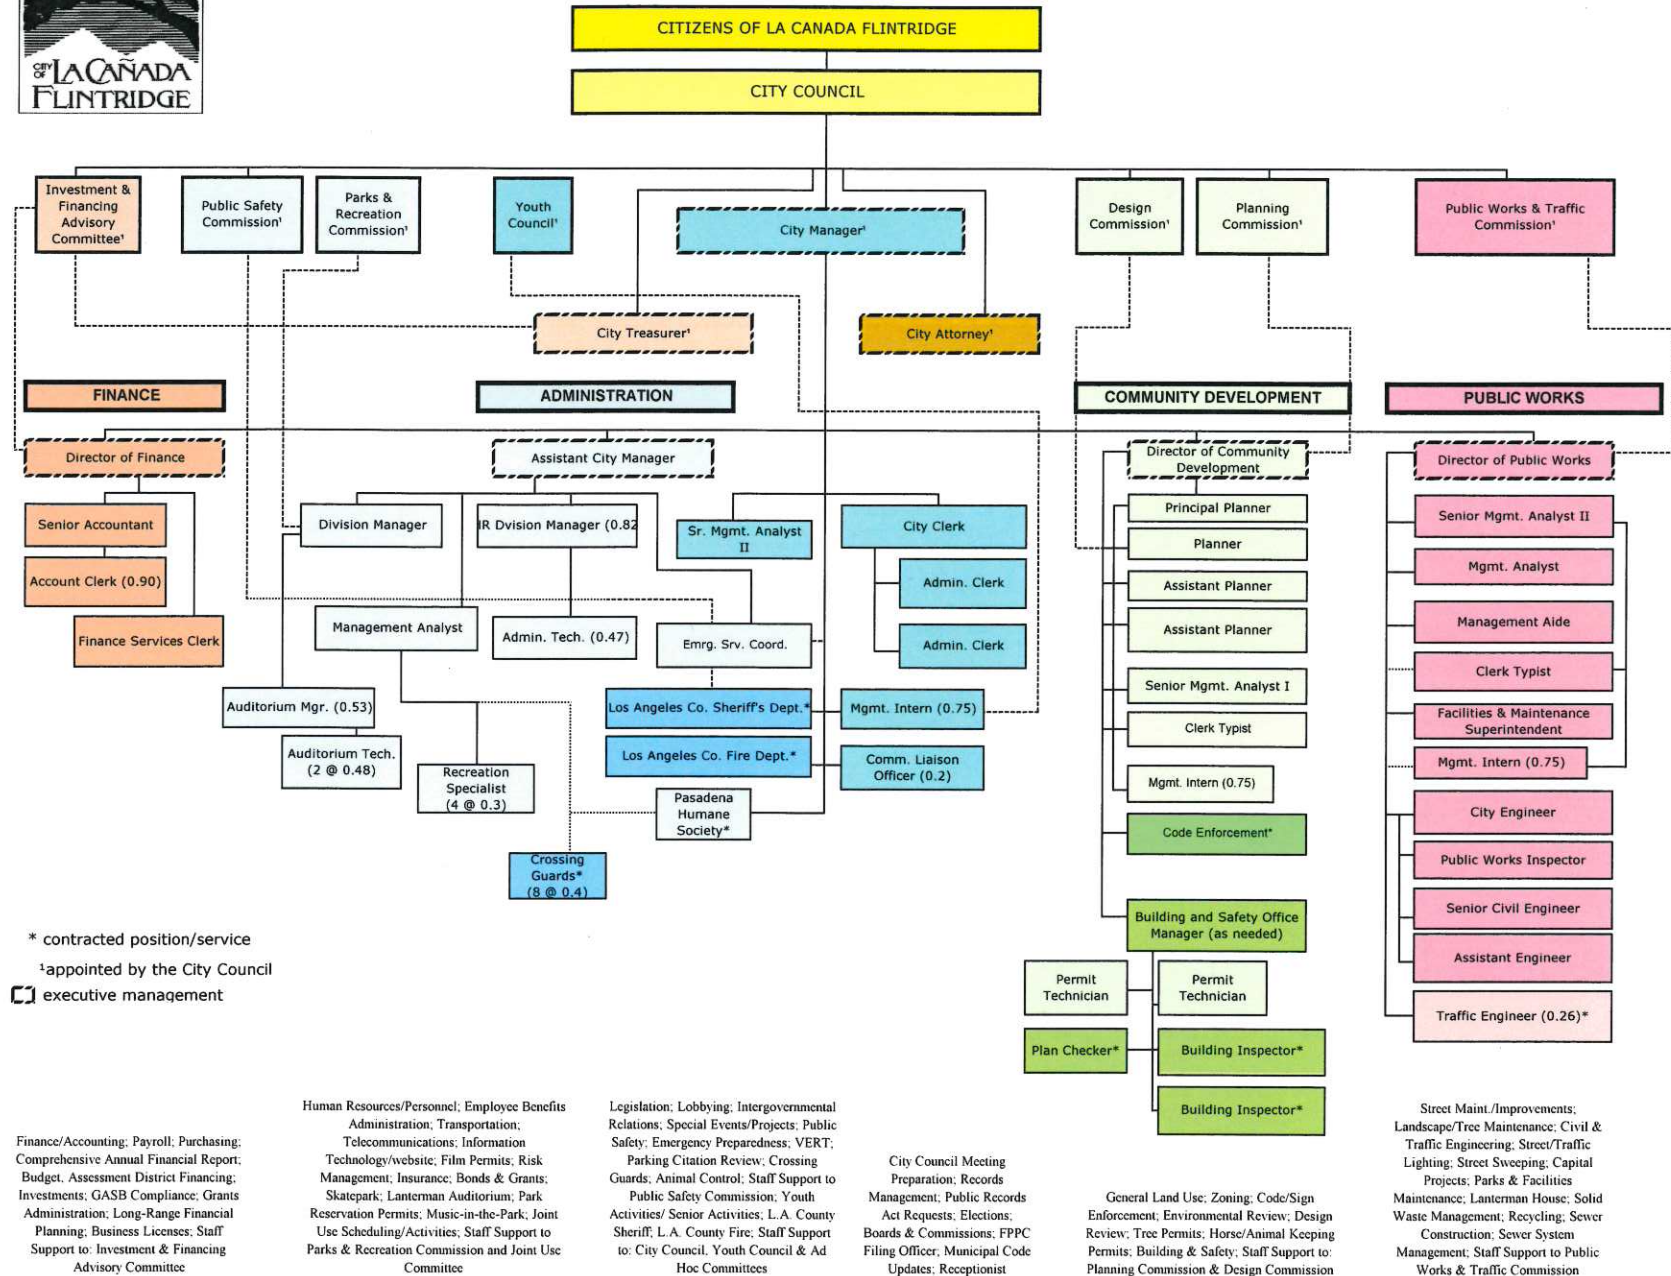 CITY OF LA CAÑADA
FLINTRIDGE
CITIZENS OF LA CANADA FLINTRIDGE
CITY COUNCIL
Investment &
Financing
Advisory
Committee¹
Public Safety
Commission¹
Parks &
Recreation
Commission¹
Youth
Council¹
City Manager¹
Design
Commission¹
Planning
Commission¹
Public Works & Traffic
Commission¹
City Treasurer¹
City Attorney¹
FINANCE
ADMINISTRATION
COMMUNITY DEVELOPMENT
PUBLIC WORKS
Director of Finance
Assistant City Manager
Director of Community
Development
Director of Public Works
Senior Accountant
Account Clerk (0.90)
Finance Services Clerk
Division Manager
HR Dvision Manager (0.82
Sr. Mgmt. Analyst
II
City Clerk
Admin. Clerk
Admin. Clerk
Management Analyst
Admin. Tech. (0.47)
Emrg. Srv. Coord.
Auditorium Mgr. (0.53)
Auditorium Tech.
(2 @ 0.48)
Recreation
Specialist
(4 @ 0.3)
Los Angeles Co. Sheriff's Dept.*
Los Angeles Co. Fire Dept.*
Mgmt. Intern (0.75)
Comm. Liaison
Officer (0.2)
Pasadena
Humane
Society*
Crossing
Guards*
(8 @ 0.4)
Principal Planner
Planner
Assistant Planner
Assistant Planner
Senior Mgmt. Analyst I
Clerk Typist
Mgmt. Intern (0.75)
Code Enforcement*
Building and Safety Office
Manager (as needed)
Permit
Technician
Permit
Technician
Plan Checker*
Building Inspector*
Building Inspector*
Senior Mgmt. Analyst II
Mgmt. Analyst
Management Aide
Clerk Typist
Facilities & Maintenance
Superintendent
Mgmt. Intern (0.75)
City Engineer
Public Works Inspector
Senior Civil Engineer
Assistant Engineer
Traffic Engineer (0.26)*
* contracted position/service
¹appointed by the City Council
executive management
Finance/Accounting; Payroll; Purchasing;
Comprehensive Annual Financial Report;
Budget, Assessment District Financing;
Investments; GASB Compliance; Grants
Administration; Long-Range Financial
Planning; Business Licenses; Staff
Support to: Investment & Financing
Advisory Committee
Human Resources/Personnel; Employee Benefits
Administration; Transportation;
Telecommunications; Information
Technology/website; Film Permits; Risk
Management; Insurance; Bonds & Grants;
Skatepark; Lanterman Auditorium; Park
Reservation Permits; Music-in-the-Park; Joint
Use Scheduling/Activities; Staff Support to
Parks & Recreation Commission and Joint Use
Committee
Legislation; Lobbying; Intergovernmental
Relations; Special Events/Projects; Public
Safety; Emergency Preparedness; VERT;
Parking Citation Review; Crossing
Guards; Animal Control; Staff Support to
Public Safety Commission; Youth
Activities/ Senior Activities; L.A. County
Sheriff; L.A. County Fire; Staff Support
to: City Council, Youth Council & Ad
Hoc Committees
City Council Meeting
Preparation; Records
Management; Public Records
Act Requests; Elections;
Boards & Commissions; FPPC
Filing Officer; Municipal Code
Updates; Receptionist
General Land Use; Zoning; Code/Sign
Enforcement; Environmental Review; Design
Review; Tree Permits; Horse/Animal Keeping
Permits; Building & Safety; Staff Support to:
Planning Commission & Design Commission
Street Maint./Improvements;
Landscape/Tree Maintenance; Civil &
Traffic Engineering; Street/Traffic
Lighting; Street Sweeping; Capital
Projects; Parks & Facilities
Maintenance; Lanterman House; Solid
Waste Management; Recycling; Sewer
Construction; Sewer System
Management; Staff Support to Public
Works & Traffic Commission